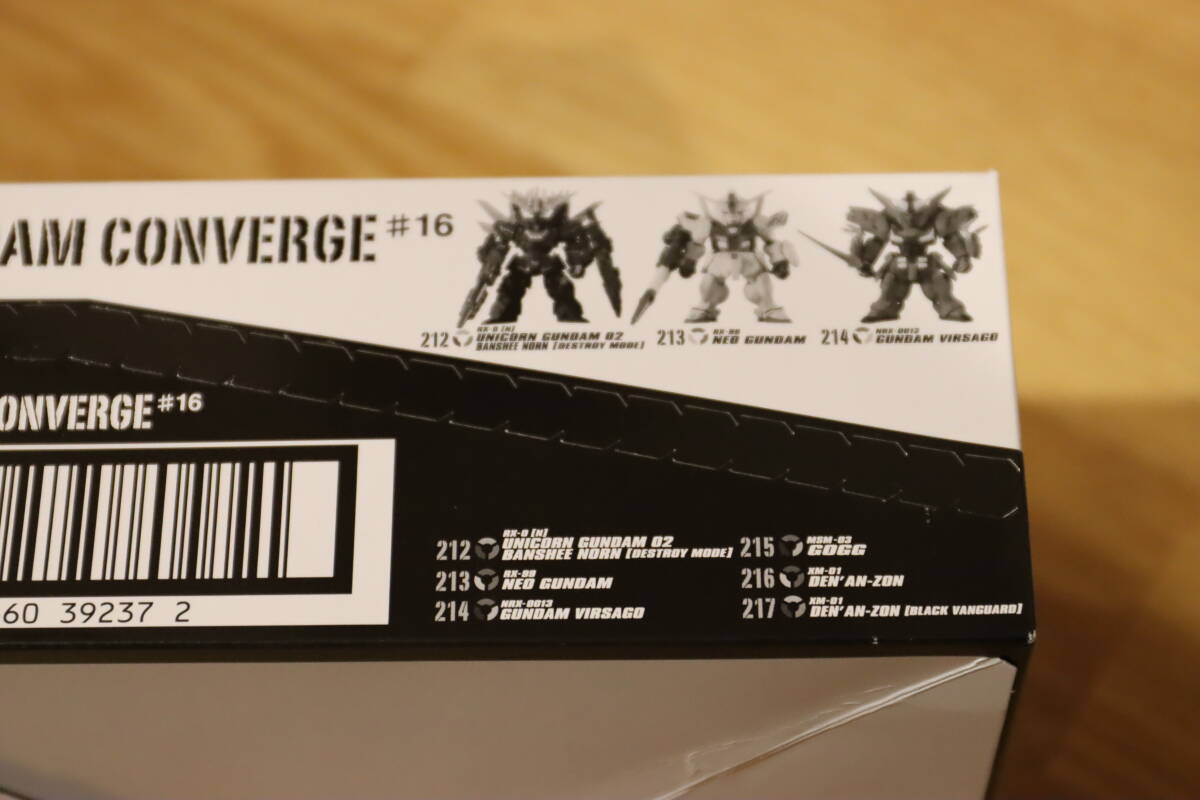 AM CONVERGE #16
212 RX-0 [N]
UNICORN GUNDAM 02
BANSHEE NORN [DESTROY MODE]
213 RX-99
NEO GUNDAM
214 NRX-0013
GUNDAM VIRSAGO
ONVERGE #16
60 39237 2
212 RX-0 [N]
UNICORN GUNDAM 02
BANSHEE NORN [DESTROY MODE]
213 RX-99
NEO GUNDAM
214 NRX-0013
GUNDAM VIRSAGO
215 MSM-03
GOGG
216 XM-01
DEN'AN-ZON
217 XM-01
DEN'AN-ZON [BLACK VANGUARD]